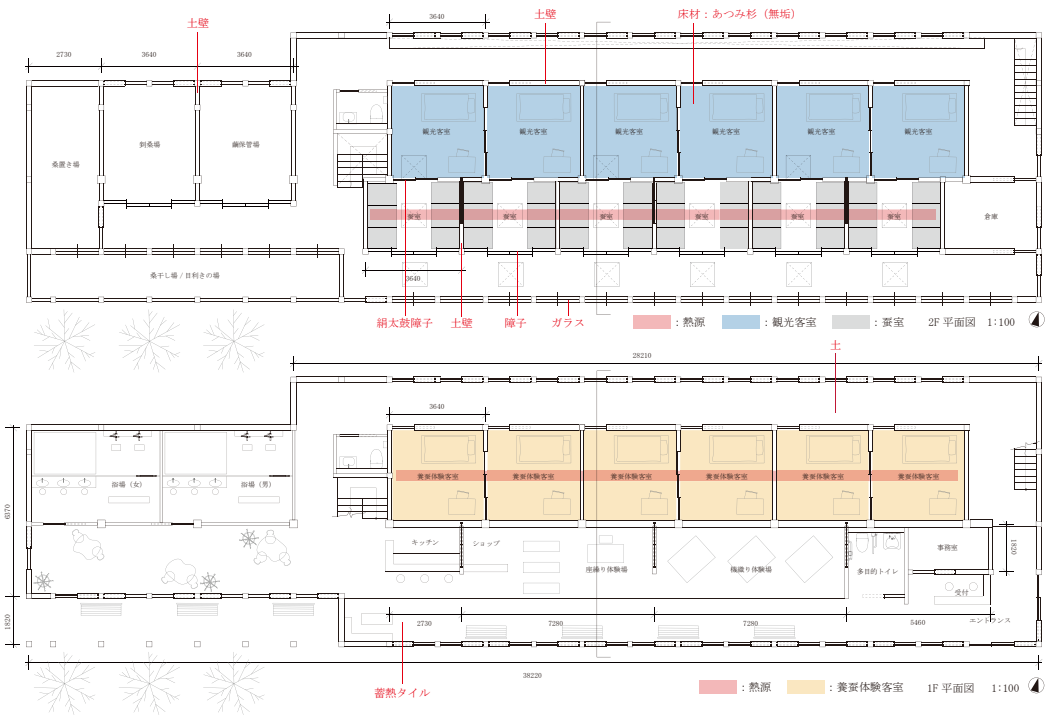 3640
土壁
土壁
床材：あつみ杉（無垢）
2730
3640
3640
桑置き場
飼桑場
繭保管場
観光客室
観光客室
観光客室
観光客室
観光客室
観光客室
蚕室
蚕室
蚕室
蚕室
蚕室
蚕室
倉庫
桑干し場 / 目利きの場
3640
絹太鼓障子
土壁
障子
ガラス
：熱源
：観光客室
：蚕室
2F 平面図
1:100
土
28210
3640
浴場（女）
浴場（男）
養蚕体験客室
養蚕体験客室
養蚕体験客室
養蚕体験客室
養蚕体験客室
養蚕体験客室
6370
キッチン
ショップ
座繰り体験場
機織り体験場
多目的トイレ
事務室
1820
受付
エントランス
1820
2730
7280
7280
5460
38220
蓄熱タイル
：熱源
：養蚕体験客室
1F 平面図
1:100